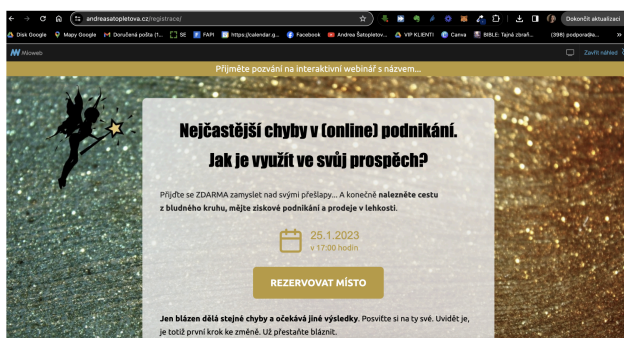 andreasatopletova.cz/registrace/
Dokončit aktualizaci
Disk Google
Mapy Google
Doručená pošta (1...
SE
FAPI
https://calendar.g...
Facebook
Andrea Šatopletov...
VIP KLIENTI
Canva
BIBLE: Tajná zbraň...
(398) podporadke...
»
Mioweb
Zavřít náhled
Přijměte pozvání na interaktivní webinář s názvem...
Nejčastější chyby v (online) podnikání.
Jak je využít ve svůj prospěch?
Přijďte se ZDARMA zamyslet nad svými přešlapy... A konečně nalezněte cestu
z bludného kruhu, mějte ziskové podnikání a prodeje v lehkosti.
25.1.2023
v 17:00 hodin
REZERVOVAT MÍSTO
Jen blázen dělá stejné chyby a očekává jiné výsledky. Posviťte si na ty své. Uvidět je,
je totiž první krok ke změně. Už přestaňte bláznit.